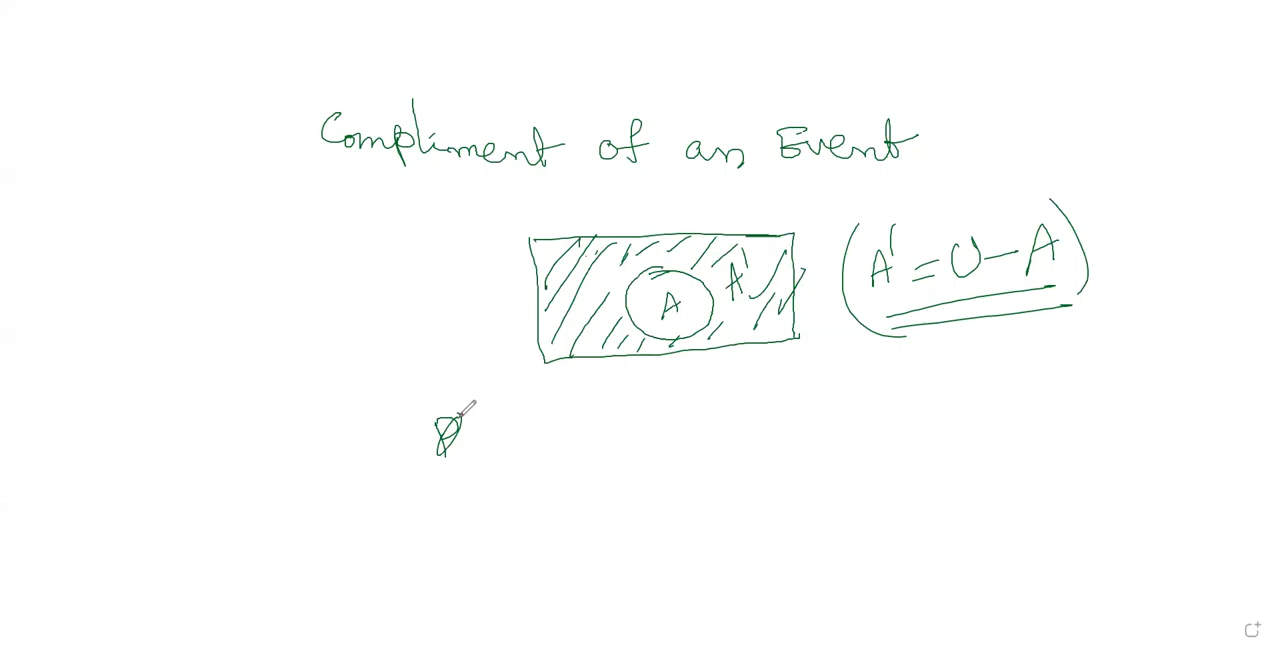 Compliment of an Event
A' = U - A
A A'